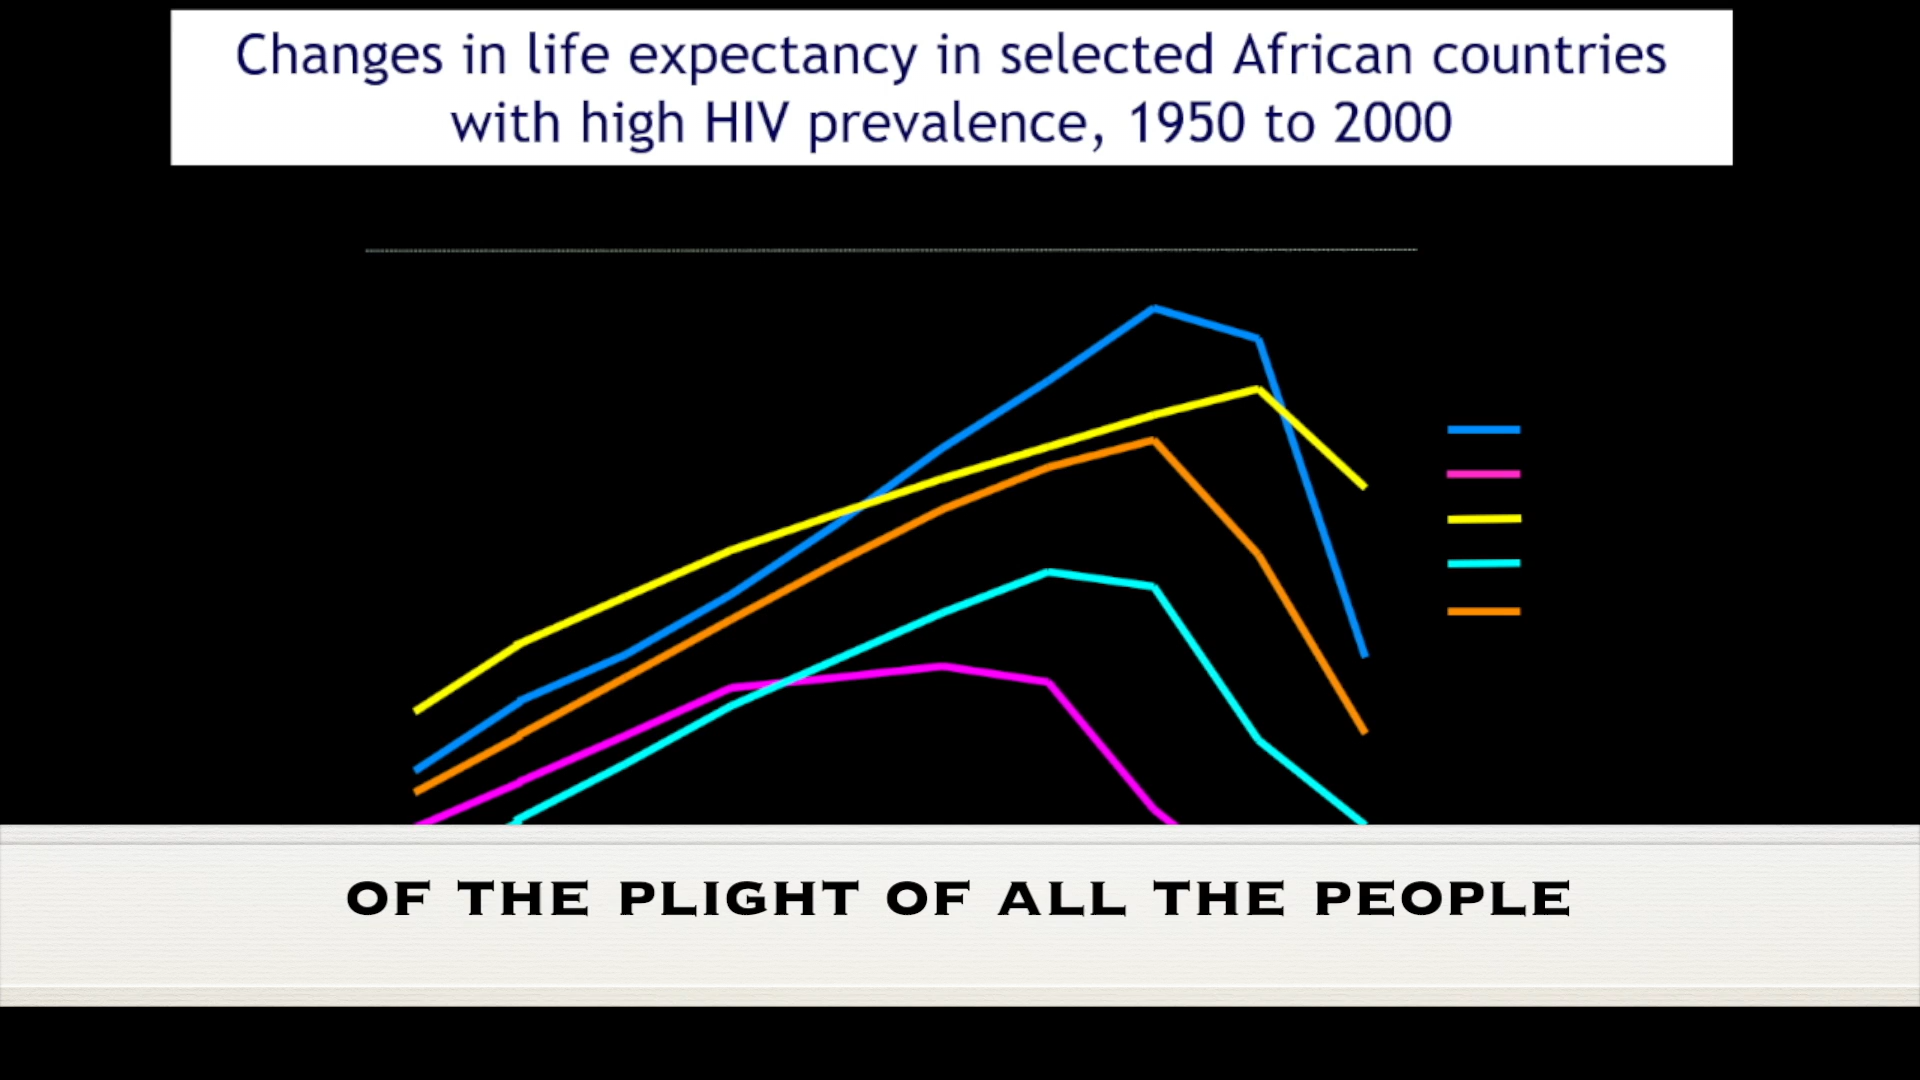 Changes in life expectancy in selected African countries
with high HIV prevalence, 1950 to 2000
OF THE PLIGHT OF ALL THE PEOPLE